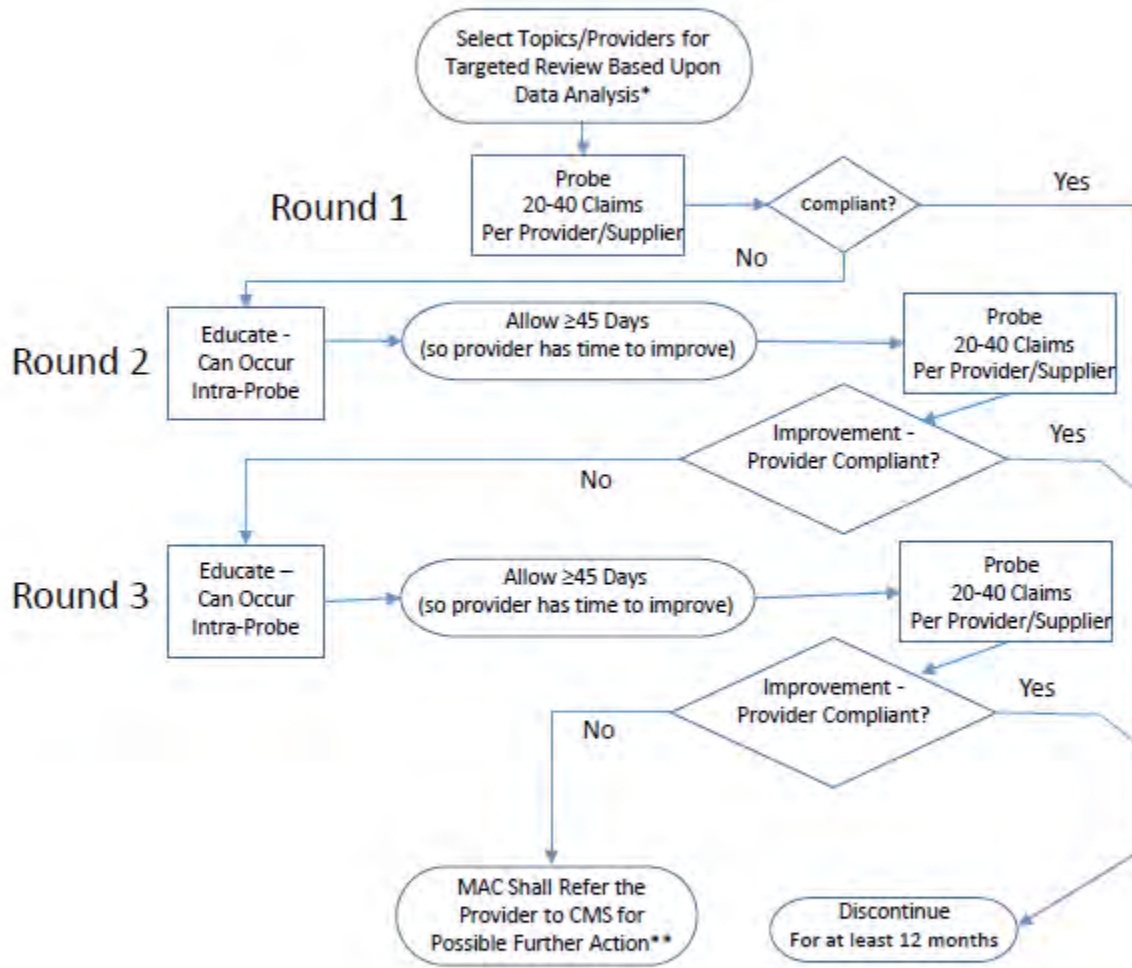 Select Topics/Providers for
Targeted Review Based Upon
Data Analysis*
Round 1
Probe
20-40 Claims
Per Provider/Supplier
Compliant?
Yes
No
Round 2
Educate -
Can Occur
Intra-Probe
Allow ≥45 Days
(so provider has time to improve)
Probe
20-40 Claims
Per Provider/Supplier
Improvement -
Provider Compliant?
Yes
No
Round 3
Educate –
Can Occur
Intra-Probe
Allow ≥45 Days
(so provider has time to improve)
Probe
20-40 Claims
Per Provider/Supplier
Improvement -
Provider Compliant?
Yes
No
MAC Shall Refer the
Provider to CMS for
Possible Further Action**
Discontinue
For at least 12 months